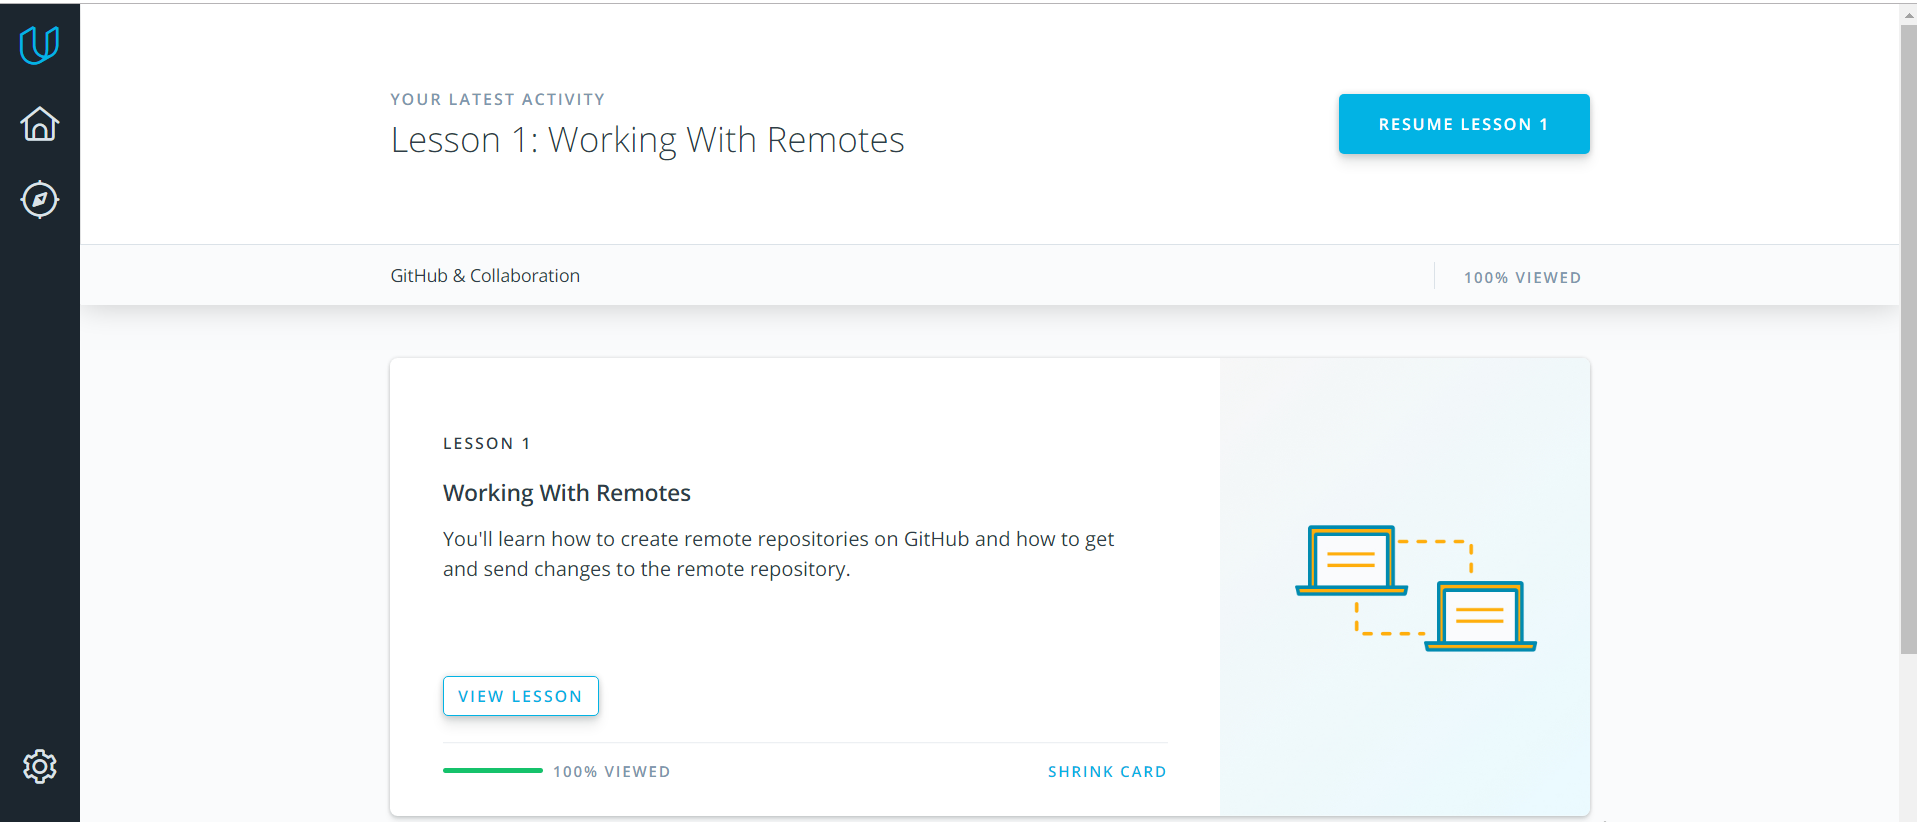 YOUR LATEST ACTIVITY
Lesson 1: Working With Remotes
RESUME LESSON 1
GitHub & Collaboration
100% VIEWED
LESSON 1
Working With Remotes
You'll learn how to create remote repositories on GitHub and how to get
and send changes to the remote repository.
VIEW LESSON
100% VIEWED
SHRINK CARD